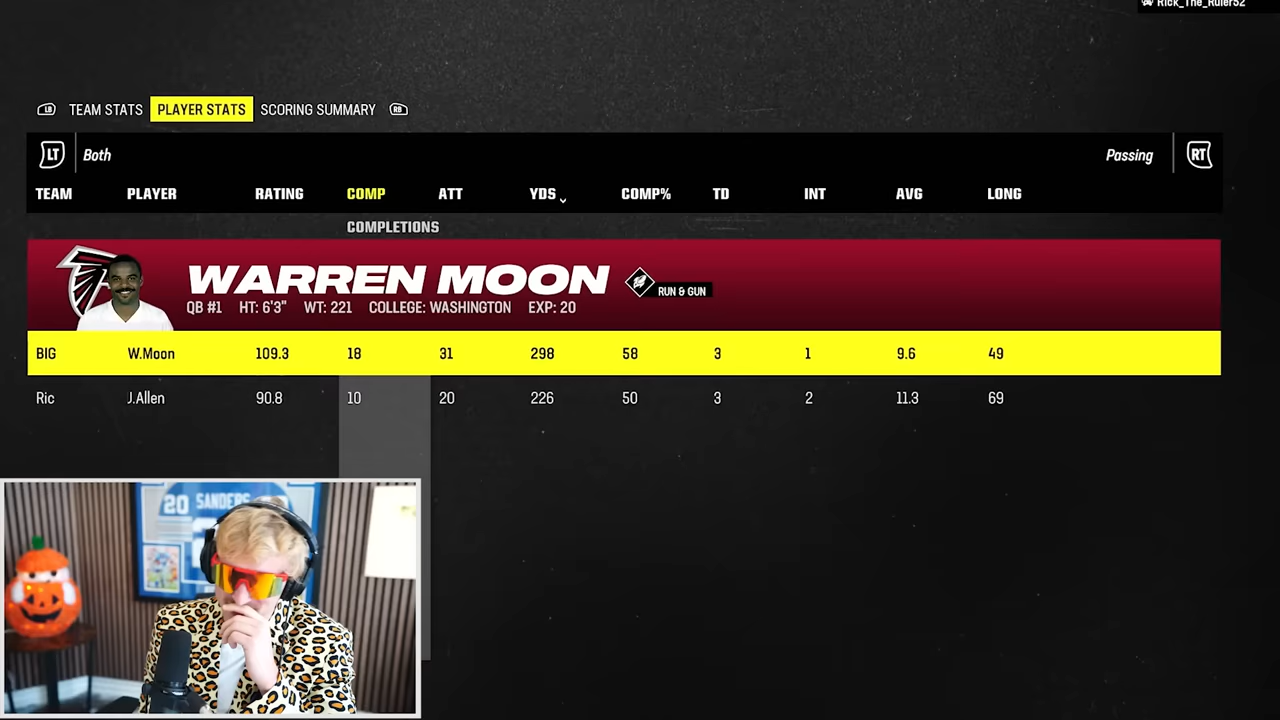 Rick_The_Ruler52
LB TEAM STATS PLAYER STATS SCORING SUMMARY RB
LT Both Passing RT
TEAM PLAYER RATING COMP ATT YDS COMP% TD INT AVG LONG
COMPLETIONS
WARREN MOON RUN & GUN
QB #1 HT: 6'3" WT: 221 COLLEGE: WASHINGTON EXP: 20
BIG W.Moon 109.3 18 31 298 58 3 1 9.6 49
Ric J.Allen 90.8 10 20 226 50 3 2 11.3 69
20 SANDERS